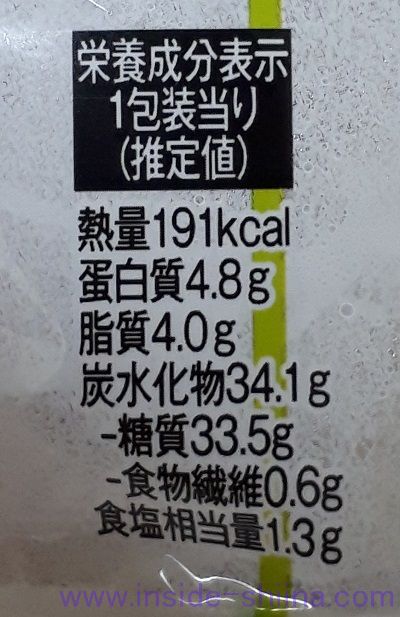 栄養成分表示
1包装当り
(推定値)
熱量191kcal
蛋白質4.8g
脂質4.0g
炭水化物34.1g
-糖質33.5g
-食物繊維0.6g
食塩相当量1.3g
www.inside-shiina.com